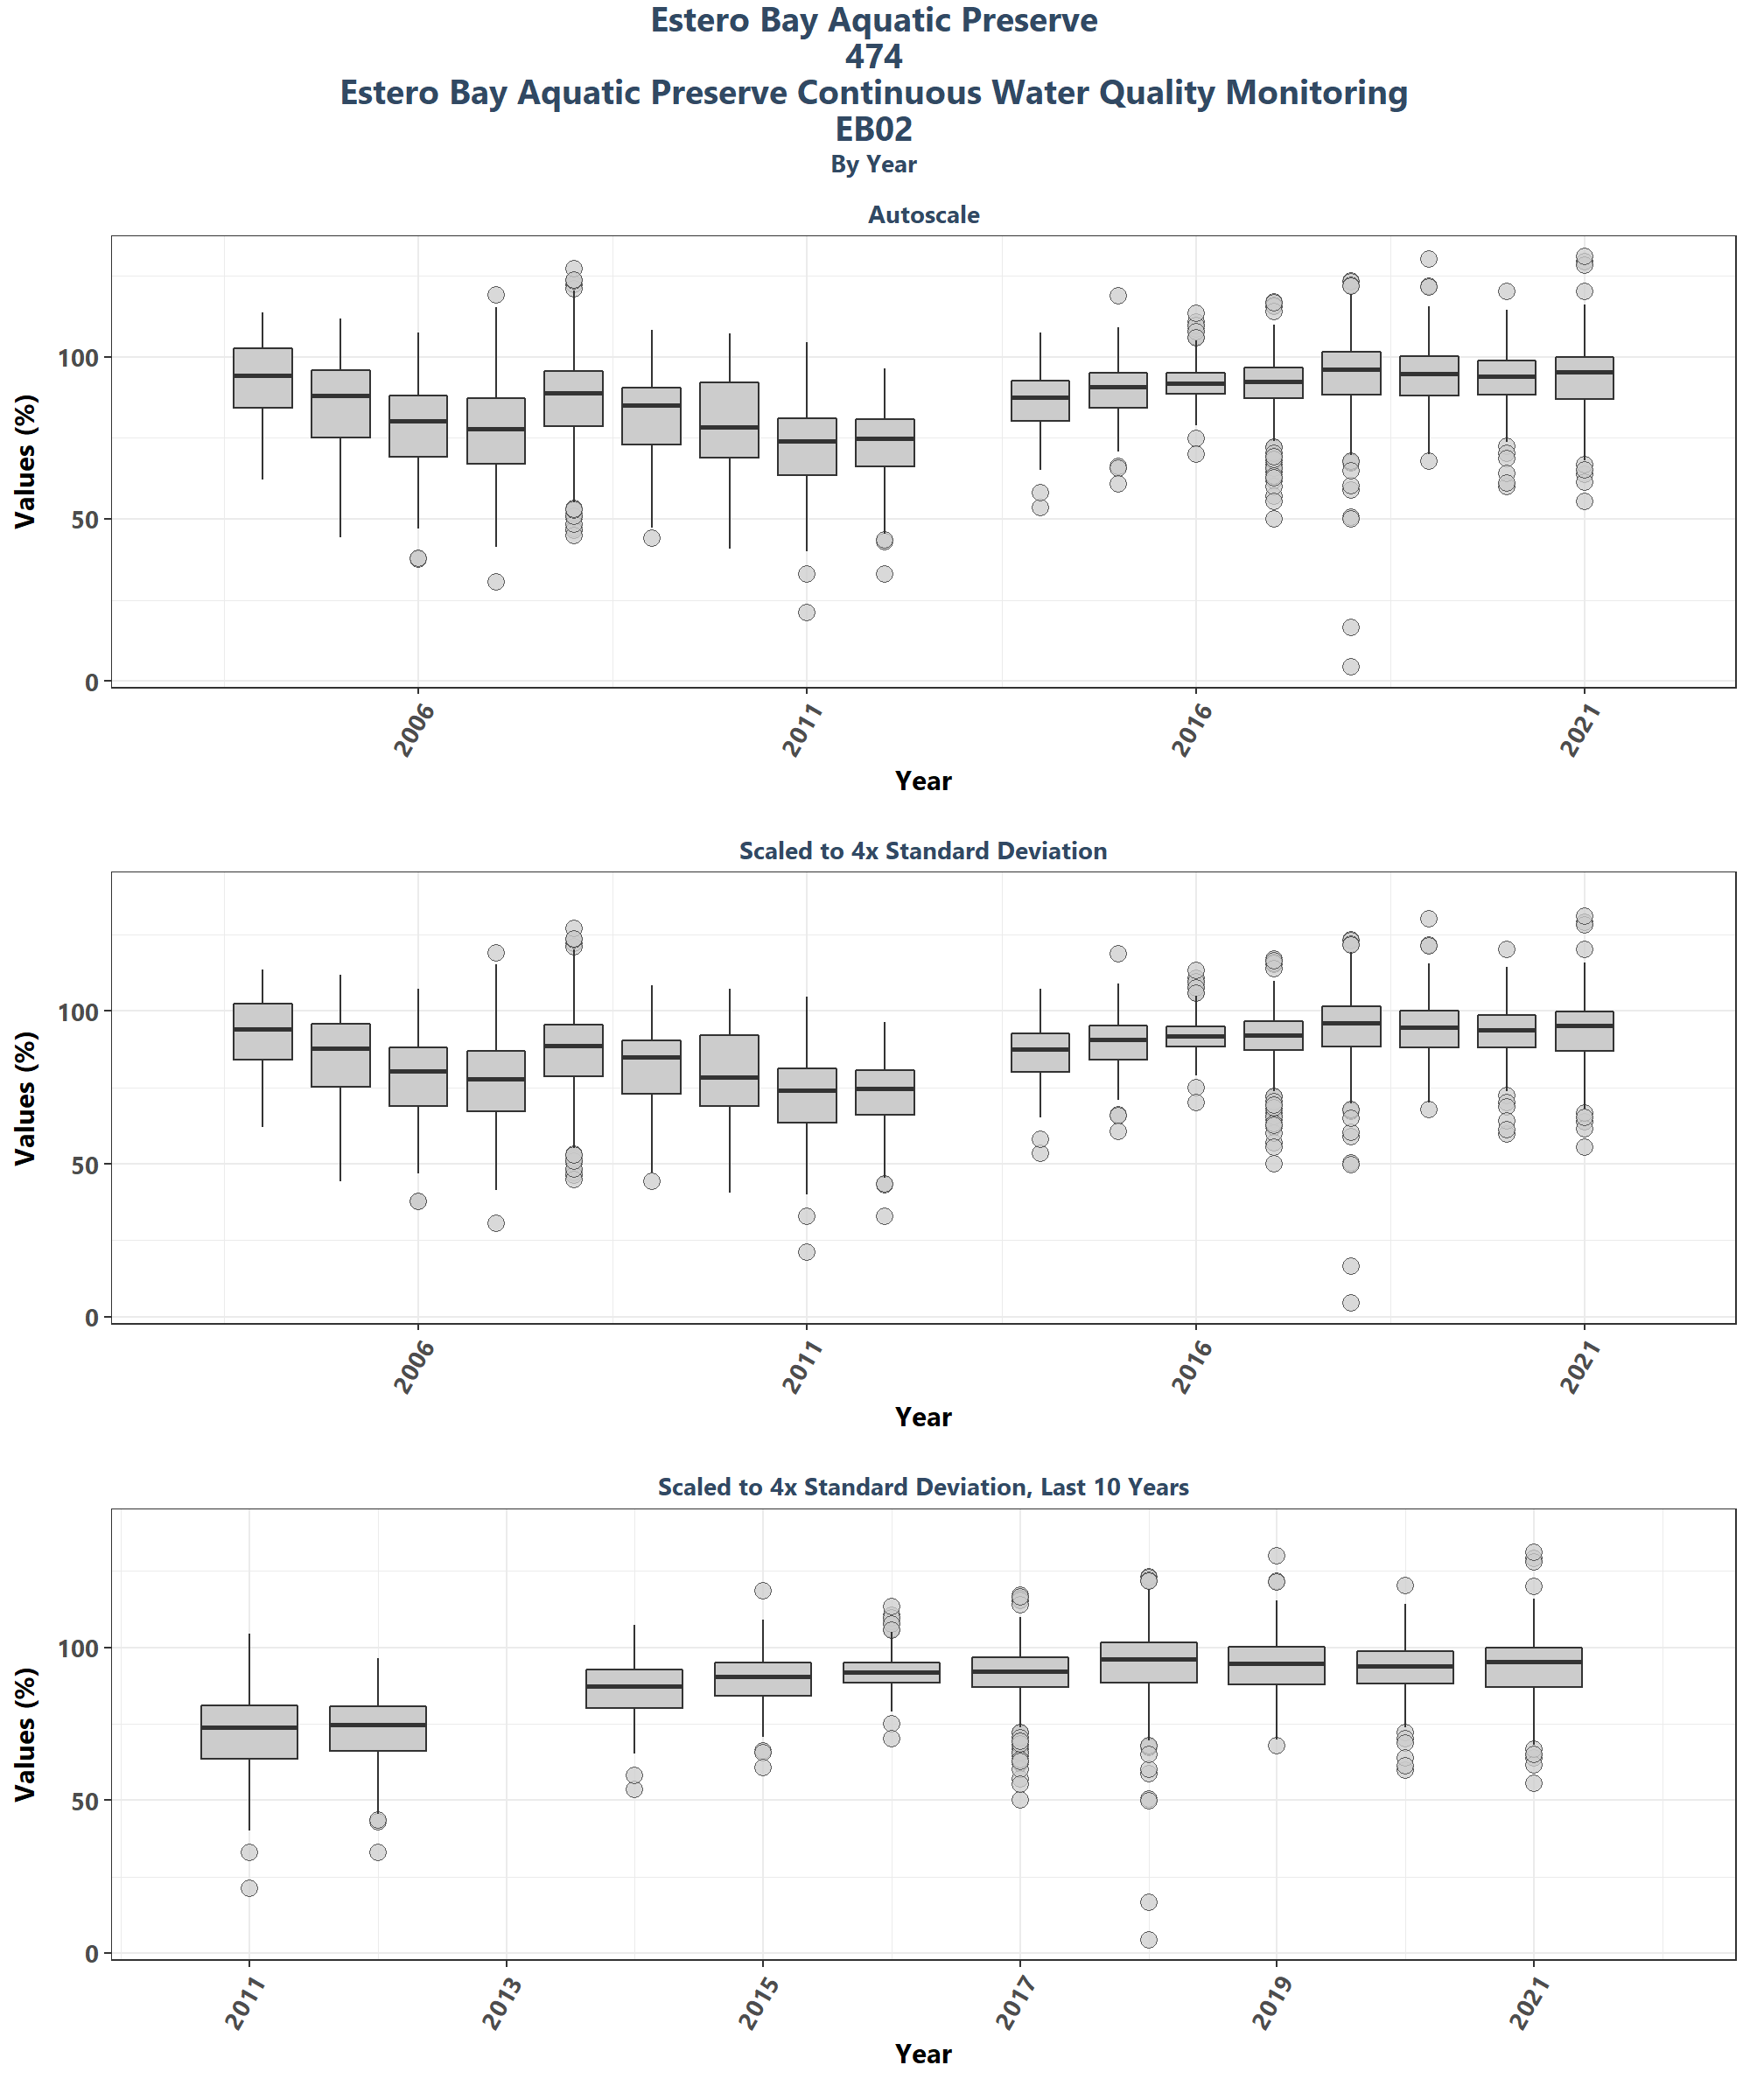 Estero Bay Aquatic Preserve
474
Estero Bay Aquatic Preserve Continuous Water Quality Monitoring
EB02
By Year
Autoscale
Values (%)
100
50
0
2006
2011
2016
2021
Year
Scaled to 4x Standard Deviation
Values (%)
100
50
0
2006
2011
2016
2021
Year
Scaled to 4x Standard Deviation, Last 10 Years
Values (%)
100
50
0
2011
2013
2015
2017
2019
2021
Year